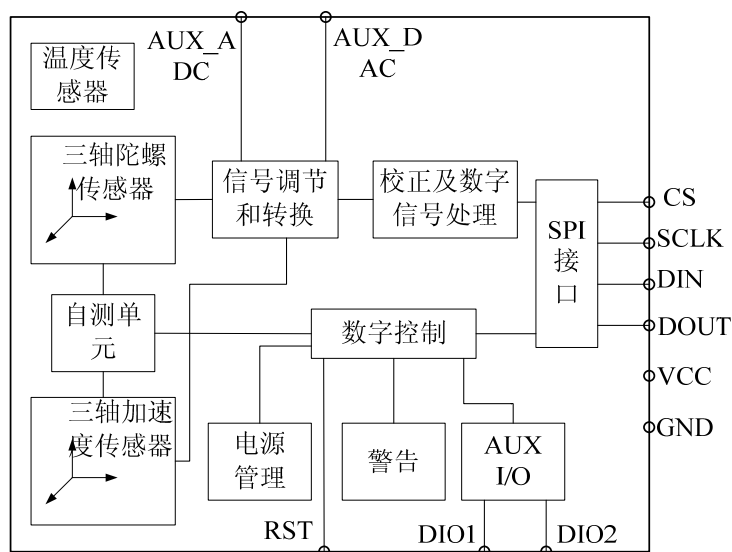 AUX_A
DC
AUX_D
AC
温度传
感器
三轴陀螺
传感器
信号调节
和转换
校正及数字
信号处理
SPI
接
口
CS
SCLK
DIN
DOUT
VCC
GND
自测单
元
数字控制
三轴加速
度传感器
电源
管理
警告
AUX
I/O
RST
DIO1
DIO2